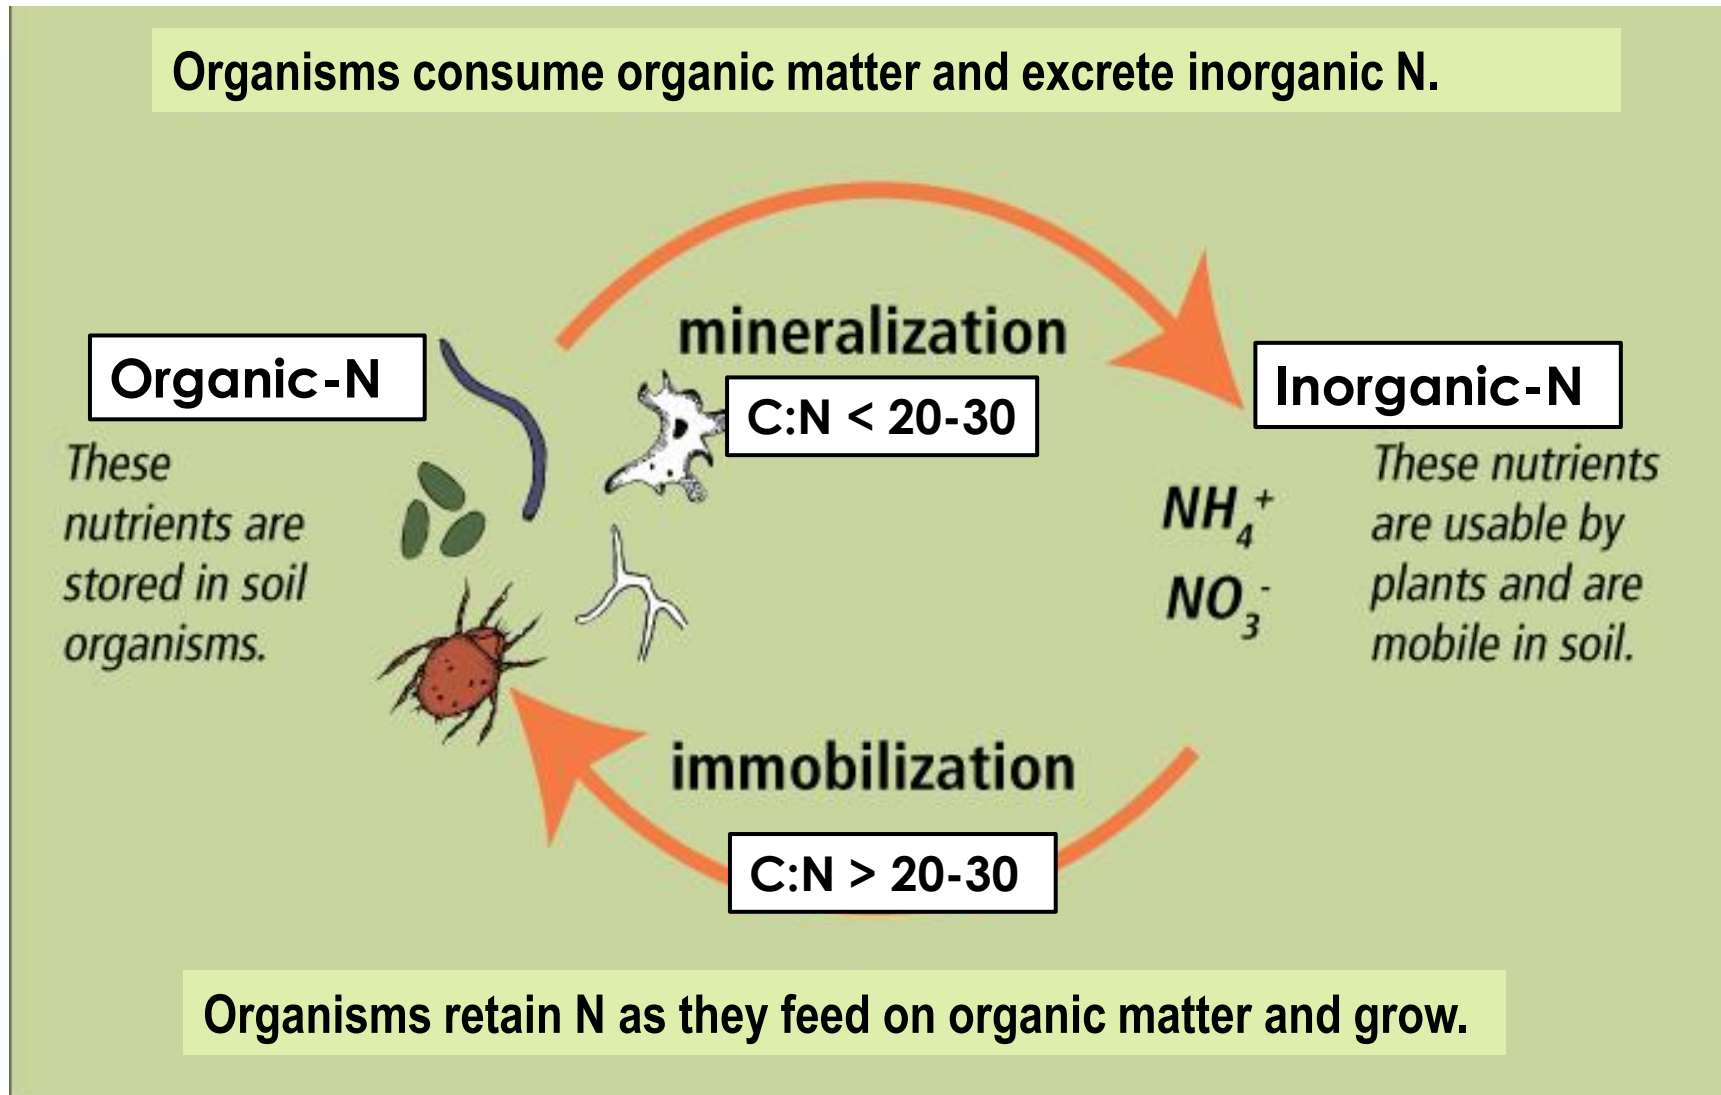 Organisms consume organic matter and excrete inorganic N.
mineralization
C:N < 20-30
Organic-N
These
nutrients are
stored in soil
organisms.
Inorganic-N
NH₄⁺
NO₃⁻
These nutrients
are usable by
plants and are
mobile in soil.
immobilization
C:N > 20-30
Organisms retain N as they feed on organic matter and grow.